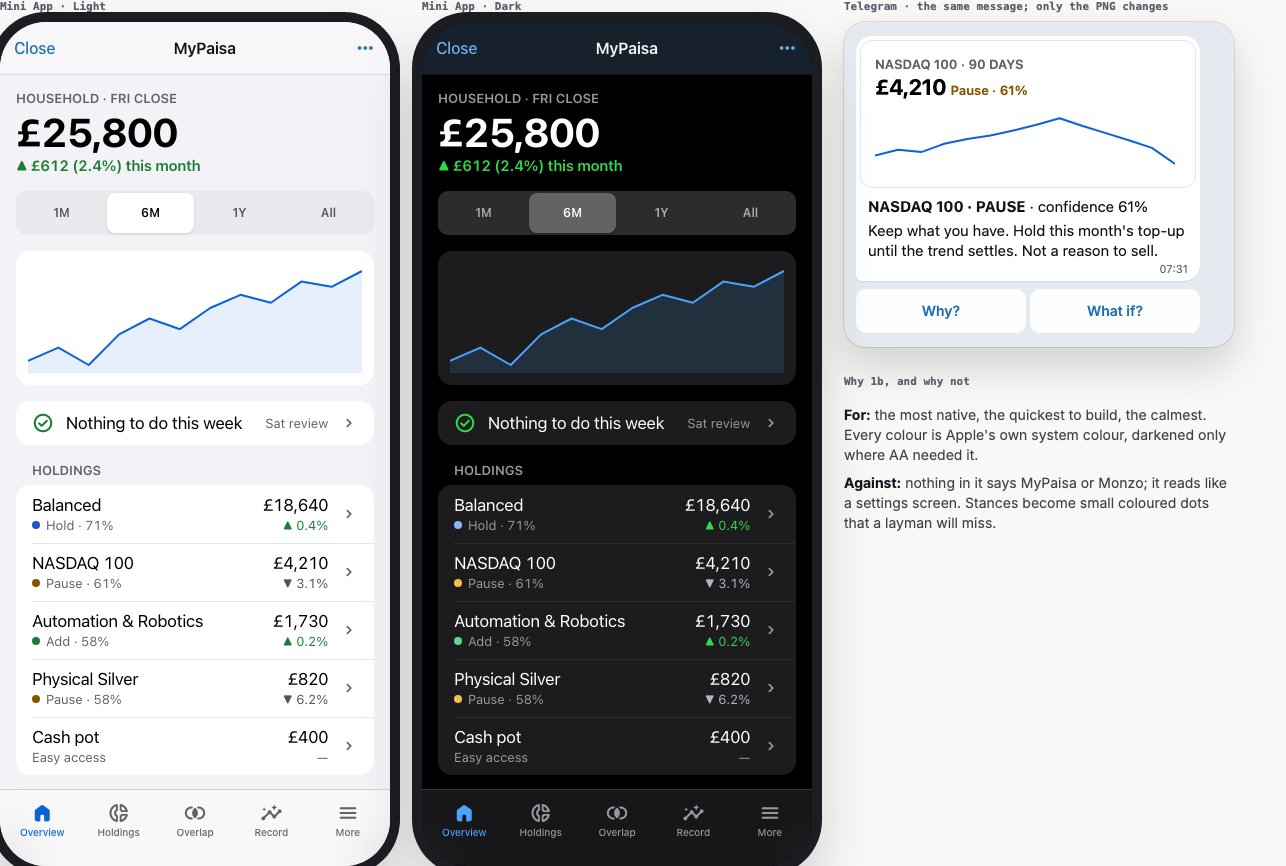 Mini App · Light
Close
MyPaisa
HOUSEHOLD · FRI CLOSE
£25,800
▲ £612 (2.4%) this month
1M
6M
1Y
All
Nothing to do this week
Sat review
HOLDINGS
Balanced
£18,640
Hold · 71%
▲ 0.4%
NASDAQ 100
£4,210
Pause · 61%
▼ 3.1%
Automation & Robotics
£1,730
Add · 58%
▲ 0.2%
Physical Silver
£820
Pause · 58%
▼ 6.2%
Cash pot
£400
Easy access
—
Overview
Holdings
Overlap
Record
More
Mini App · Dark
Close
MyPaisa
HOUSEHOLD · FRI CLOSE
£25,800
▲ £612 (2.4%) this month
1M
6M
1Y
All
Nothing to do this week
Sat review
HOLDINGS
Balanced
£18,640
Hold · 71%
▲ 0.4%
NASDAQ 100
£4,210
Pause · 61%
▼ 3.1%
Automation & Robotics
£1,730
Add · 58%
▲ 0.2%
Physical Silver
£820
Pause · 58%
▼ 6.2%
Cash pot
£400
Easy access
—
Overview
Holdings
Overlap
Record
More
Telegram · the same message; only the PNG changes
NASDAQ 100 · 90 DAYS
£4,210 Pause · 61%
NASDAQ 100 · PAUSE · confidence 61%
Keep what you have. Hold this month's top-up
until the trend settles. Not a reason to sell.
07:31
Why?
What if?
Why 1b, and why not
For: the most native, the quickest to build, the calmest.
Every colour is Apple's own system colour, darkened only
where AA needed it.
Against: nothing in it says MyPaisa or Monzo; it reads like
a settings screen. Stances become small coloured dots
that a layman will miss.